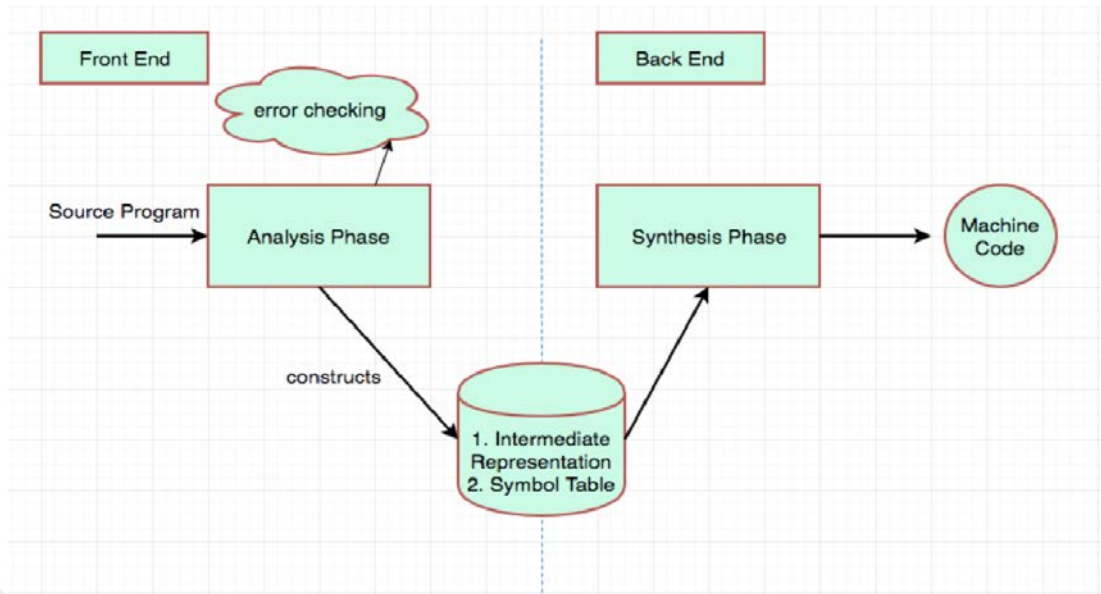 Front End
Back End
error checking
Source Program
Analysis Phase
Synthesis Phase
Machine
Code
constructs
1. Intermediate
Representation
2. Symbol Table